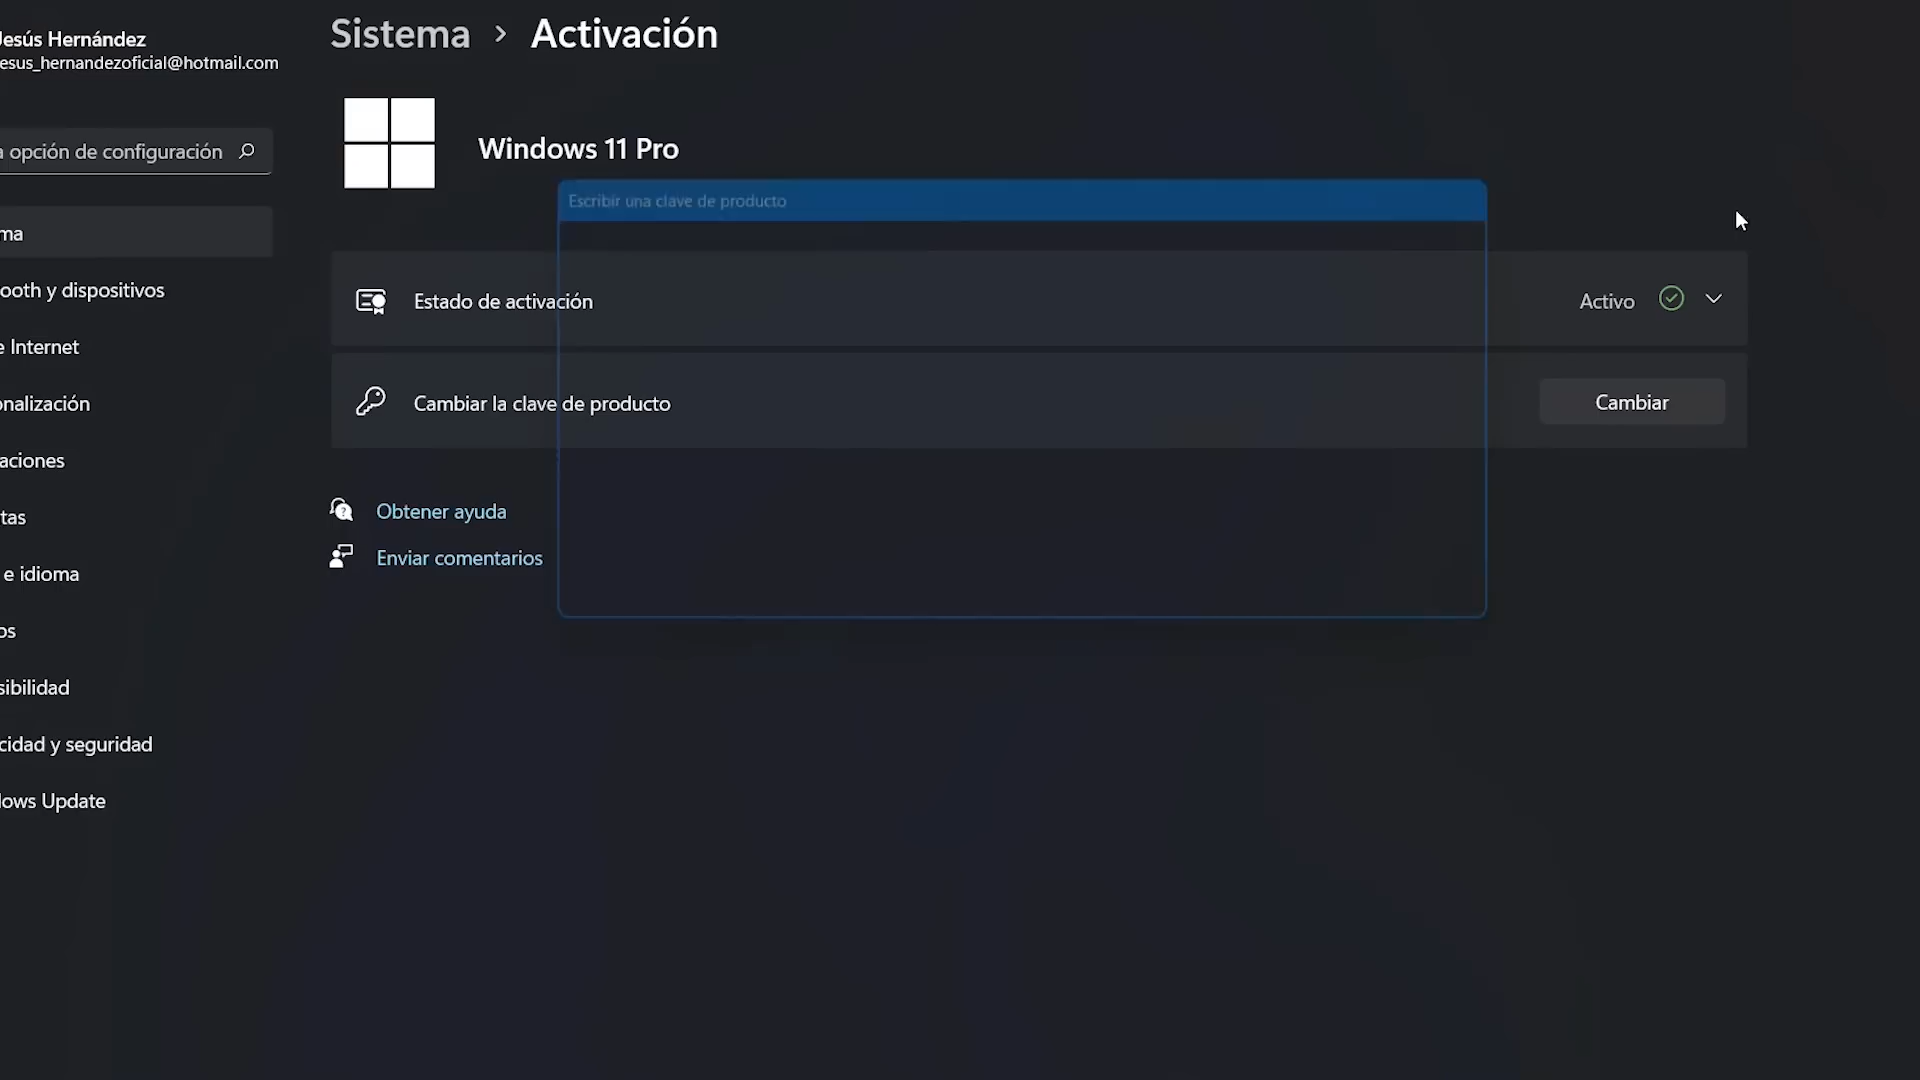 Jesús Hernández
esus_hernandezoficial@hotmail.com
a opción de configuración
ma
ooth y dispositivos
e Internet
onalización
aciones
tas
e idioma
os
sibilidad
cidad y seguridad
lows Update
Sistema > Activación
Windows 11 Pro
Escribir una clave de producto
Estado de activación
Activo
Cambiar la clave de producto
Cambiar
Obtener ayuda
Enviar comentarios